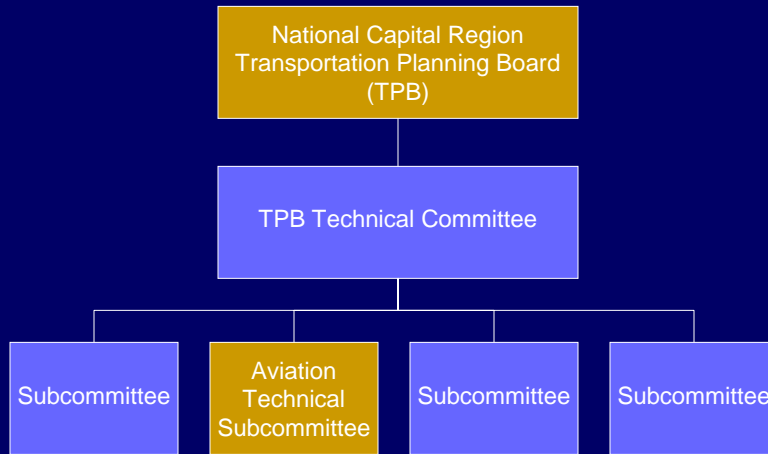 National Capital Region
Transportation Planning Board
(TPB)
TPB Technical Committee
Subcommittee
Aviation
Technical
Subcommittee
Subcommittee
Subcommittee